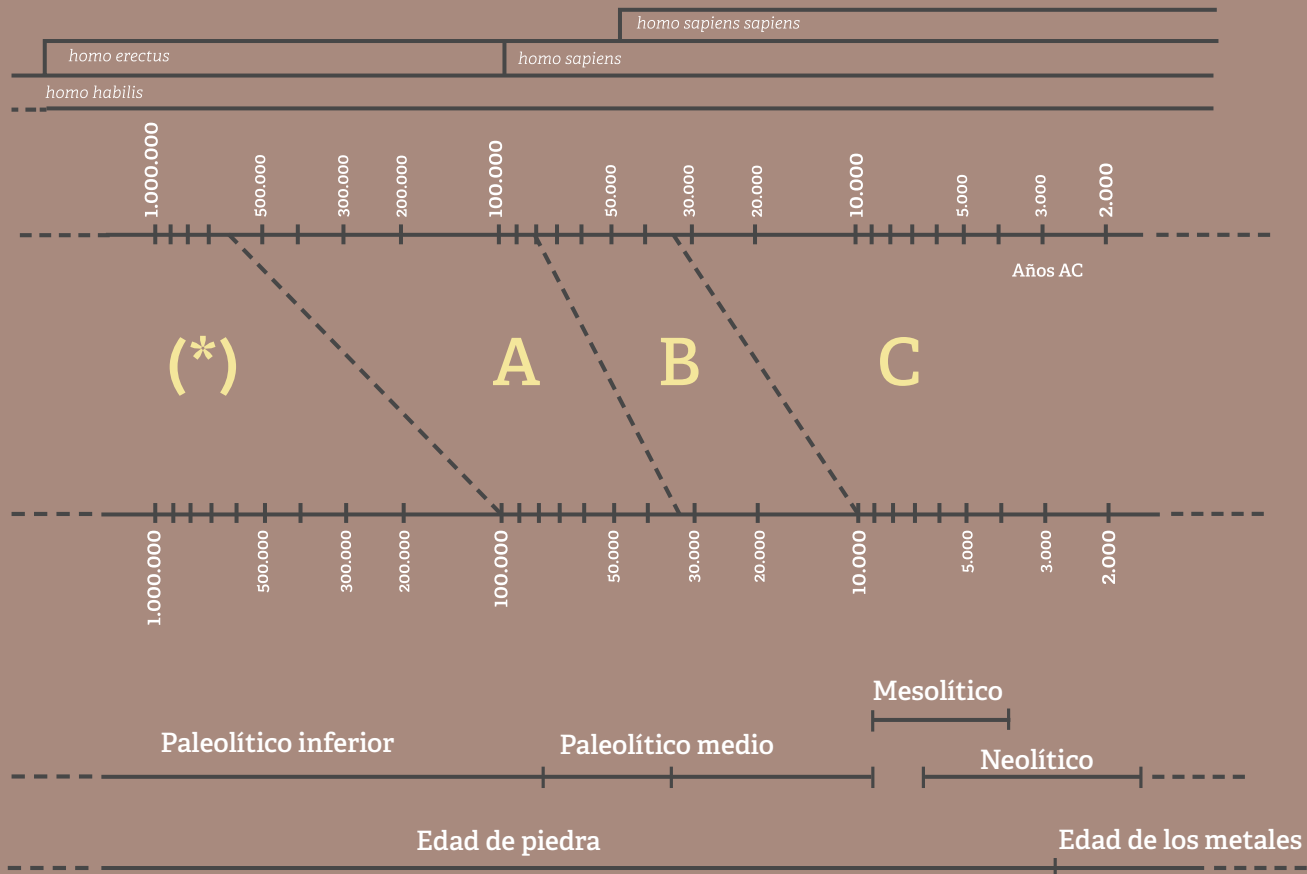 homo sapiens sapiens
homo erectus
homo sapiens
homo habilis
1.000.000
500.000
300.000
200.000
100.000
50.000
30.000
20.000
10.000
5.000
3.000
2.000
Años AC
(*)
A
B
C
1.000.000
500.000
300.000
200.000
100.000
50.000
30.000
20.000
10.000
5.000
3.000
2.000
Mesolítico
Paleolítico inferior
Paleolítico medio
Neolítico
Edad de piedra
Edad de los metales